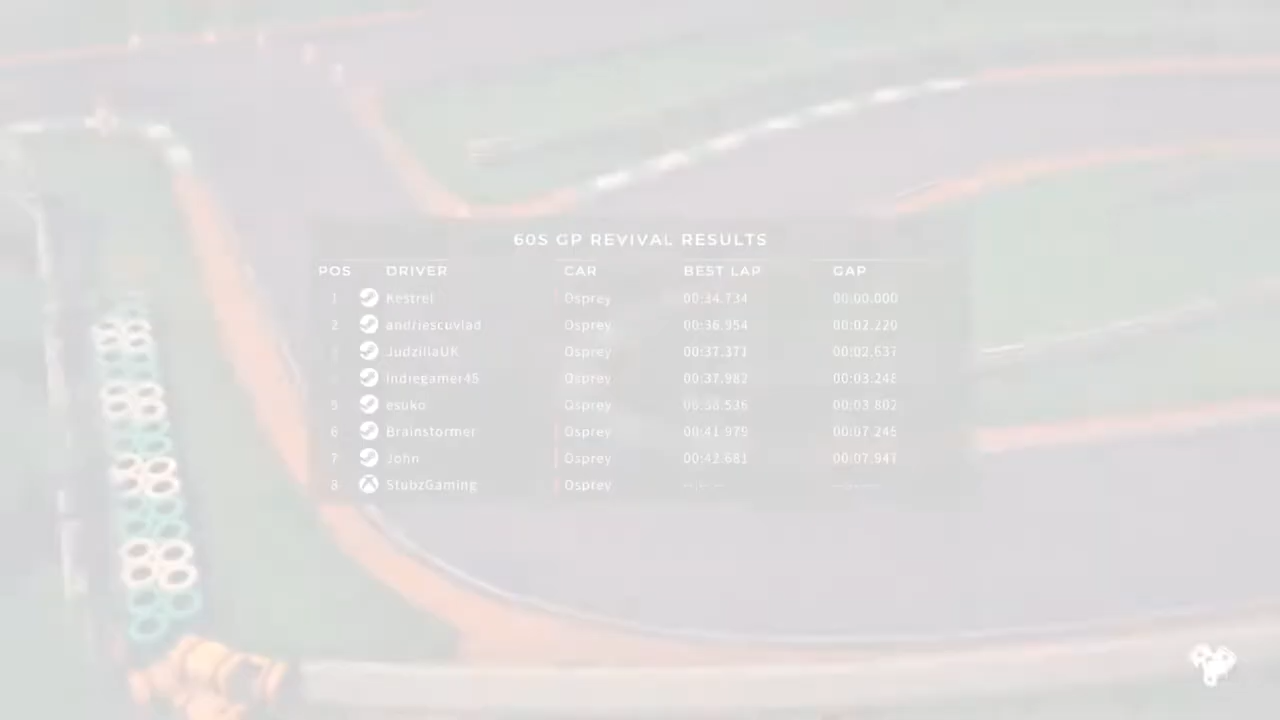 60S GP REVIVAL RESULTS
POS DRIVER CAR BEST LAP GAP
1 Kestrel Osprey 00:34.734 00:00.000
2 andriescuvlad Osprey 00:36.954 00:02.220
JudzillaUK Osprey 00:37.371 00:02.637
Indiegamer45 Osprey 00:37.982 00:03.248
5 esuko Osprey 00:38.536 00:03.802
6 Brainstormer Osprey 00:41.979 00:07.245
7 John Osprey 00:42.681 00:07.947
8 StubzGaming Osprey